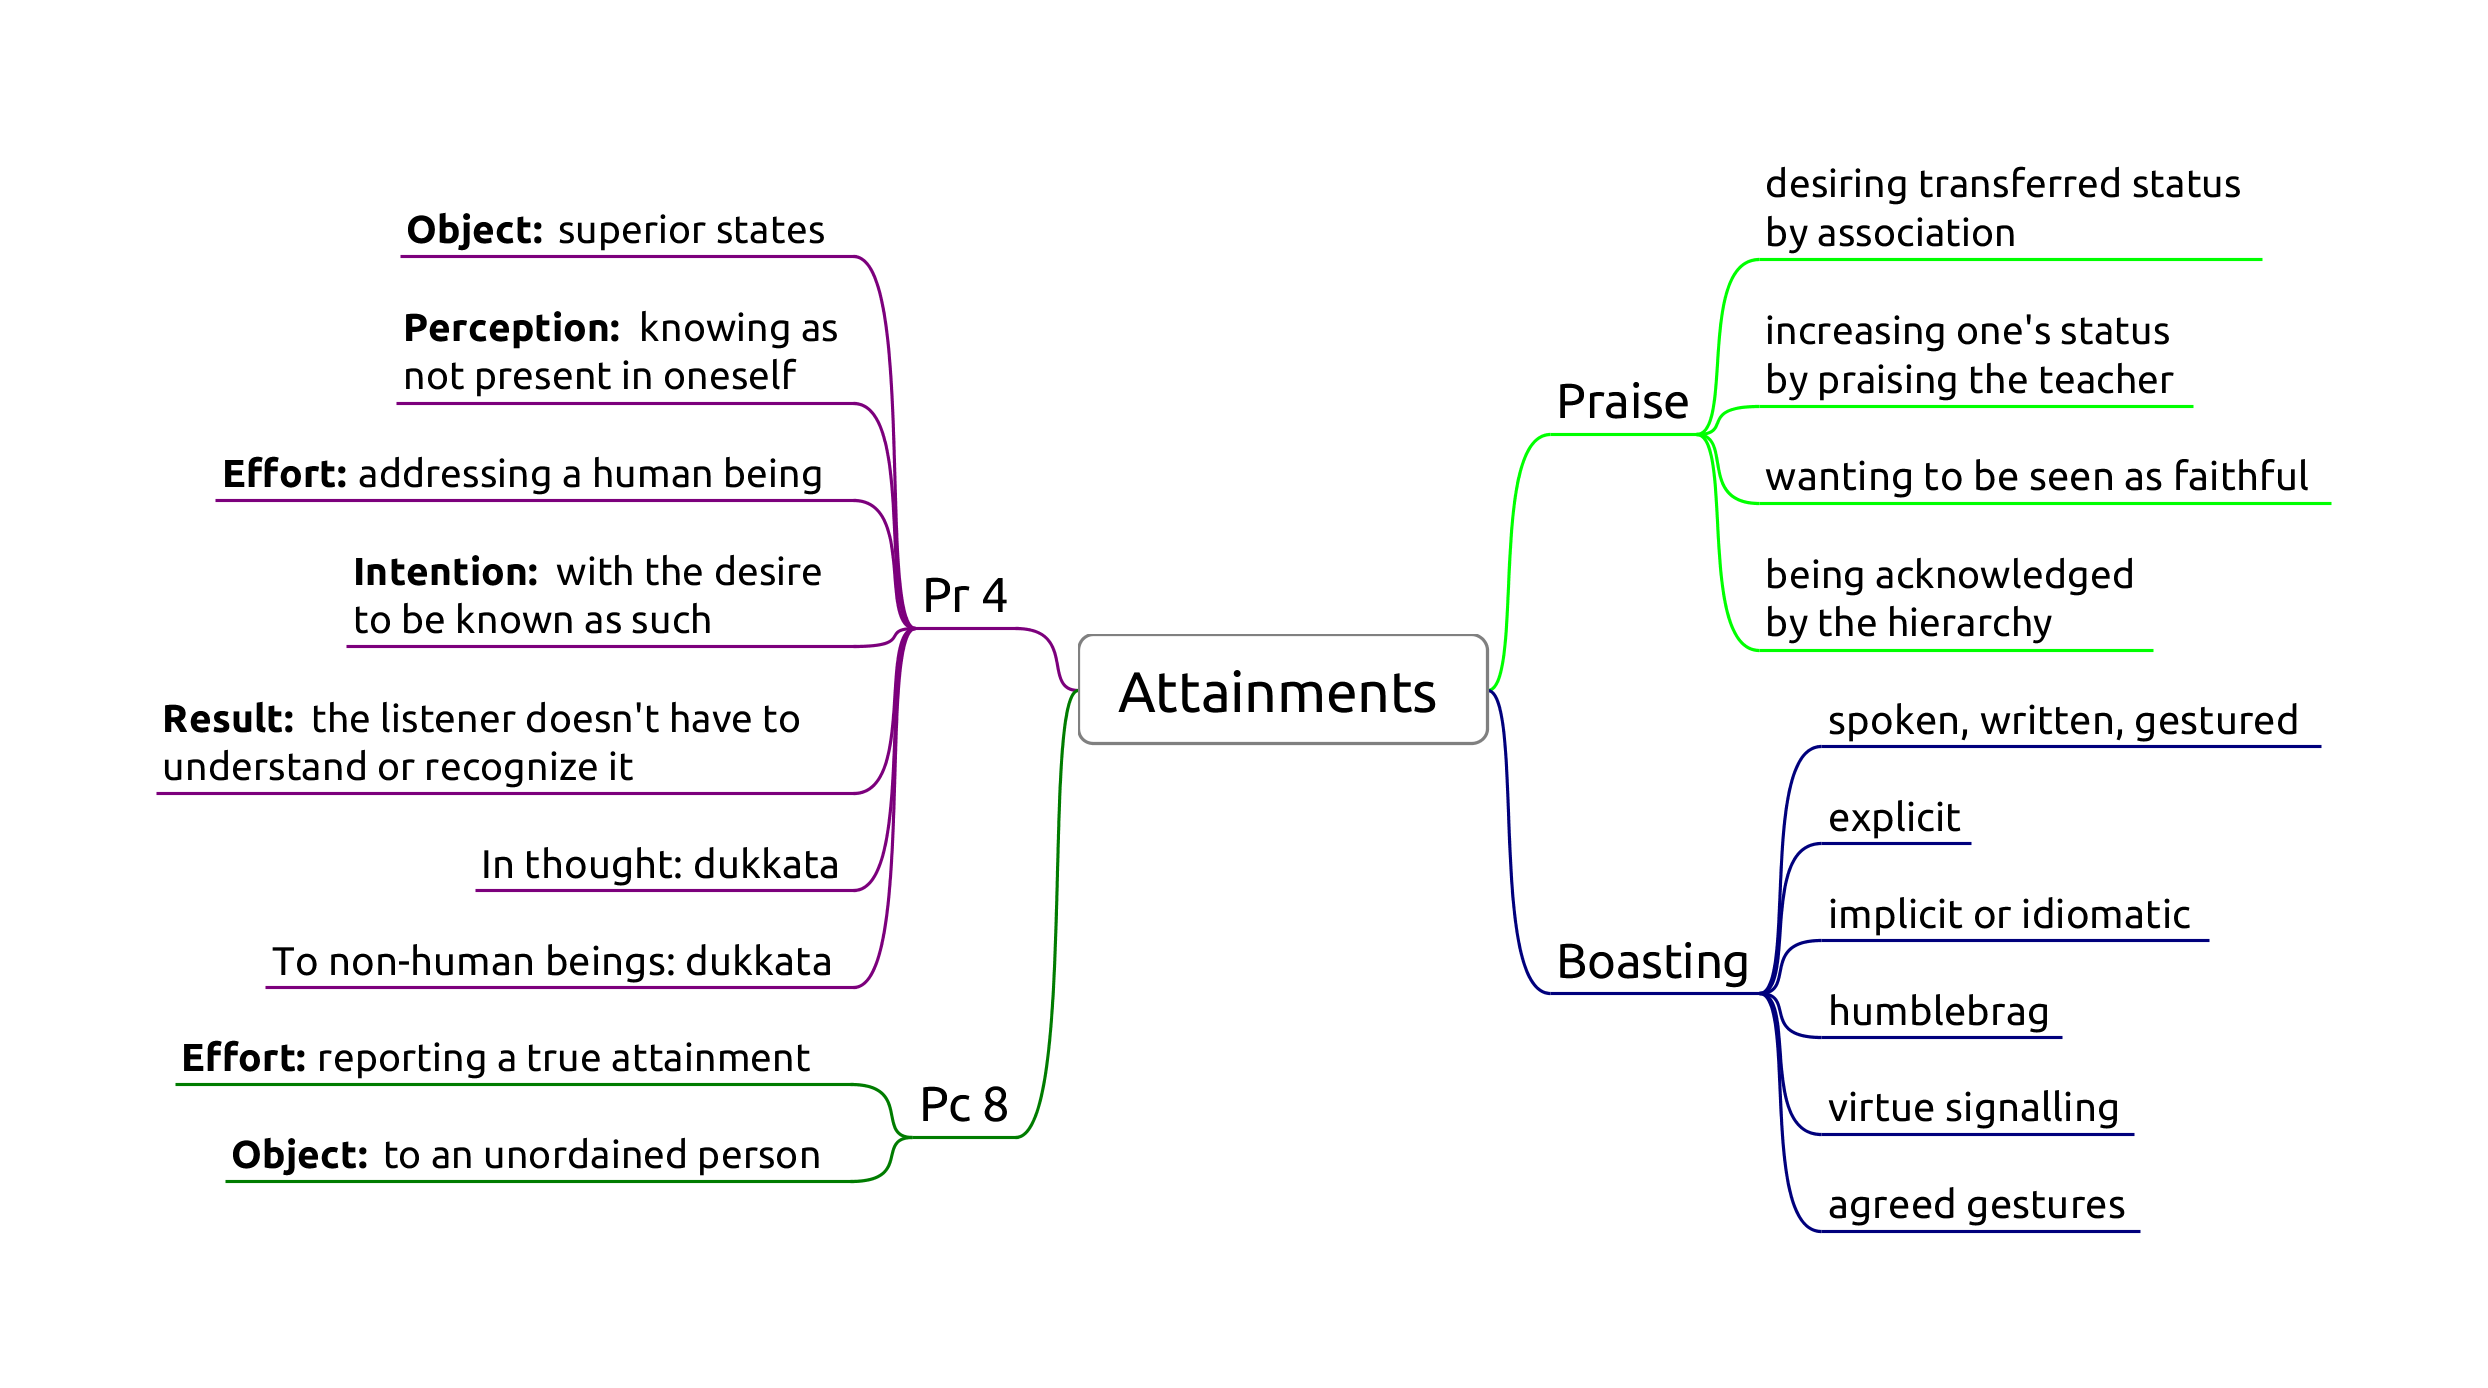 Attainments
Pr 4
Object: superior states
Perception: knowing as
not present in oneself
Effort: addressing a human being
Intention: with the desire
to be known as such
Result: the listener doesn't have to
understand or recognize it
In thought: dukkata
To non-human beings: dukkata
Pc 8
Effort: reporting a true attainment
Object: to an unordained person
Praise
desiring transferred status
by association
increasing one's status
by praising the teacher
wanting to be seen as faithful
being acknowledged
by the hierarchy
Boasting
spoken, written, gestured
explicit
implicit or idiomatic
humblebrag
virtue signalling
agreed gestures